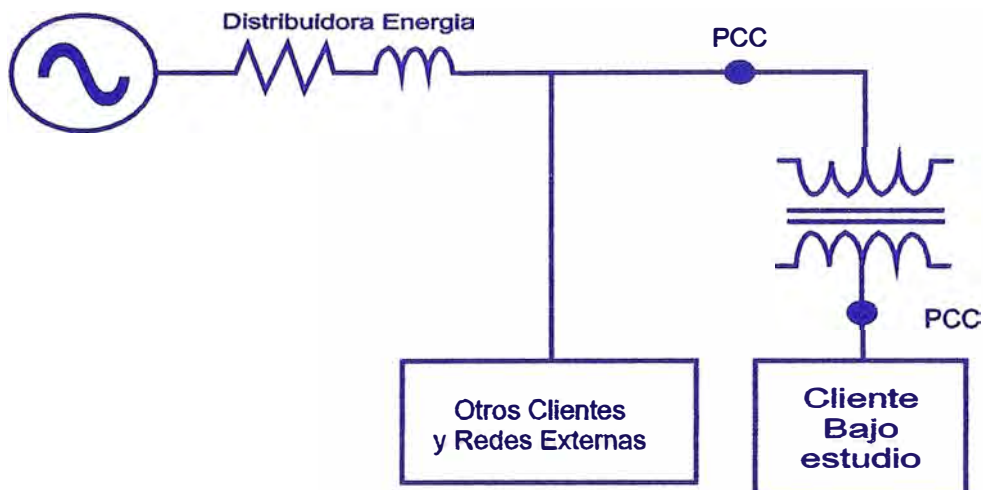 Distribuidora Energia
PCC
PCC
Otros Clientes
y Redes Externas
Cliente
Bajo
estudio